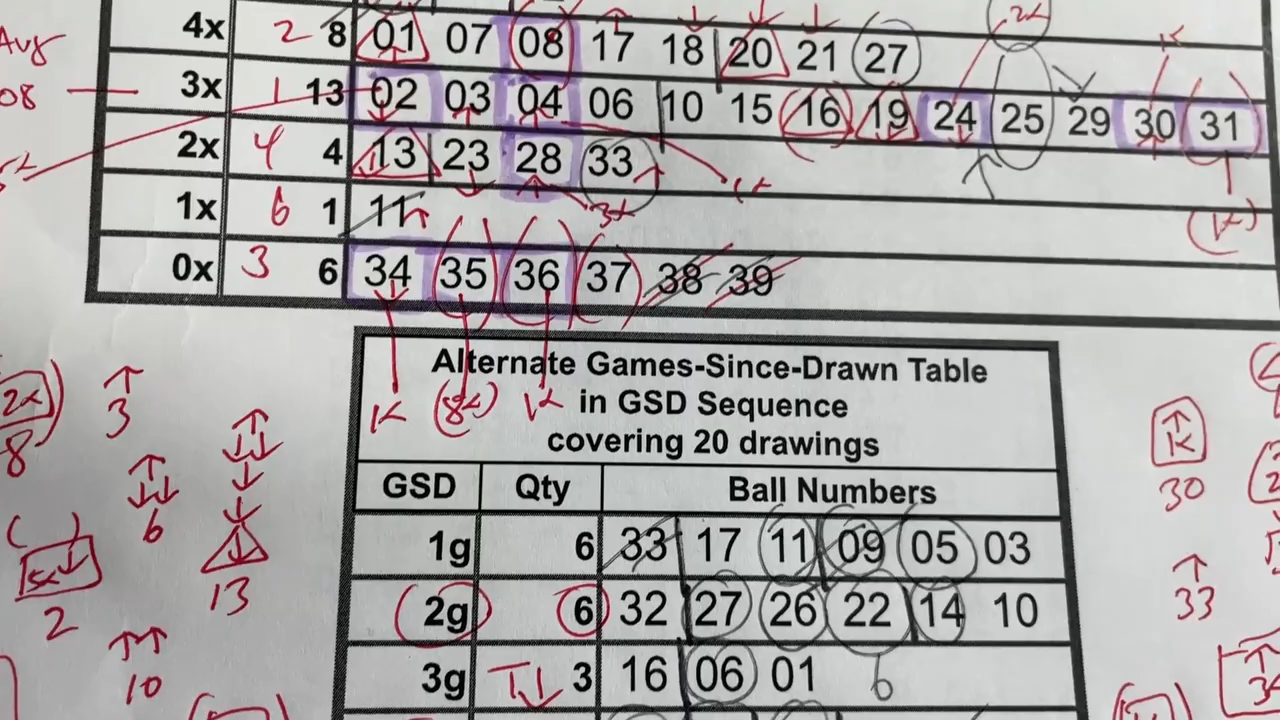 4x 2 8 01 07 08 17 18 20 21 27
Aug
08
3x 1 13 02 03 04 06 10 15 16 19 24 25 29 30 31
2x 4 4 13 23 28 33
1x 6 1 11
0x 3 6 34 35 36 37 38 39
Alternate Games-Since-Drawn Table
in GSD Sequence
covering 20 drawings
GSD Qty Ball Numbers
1g 6 33 17 11 09 05 03
2g 6 32 27 26 22 14 10
3g 3 16 06 01 6
3
8
6
13
2
10
30
33